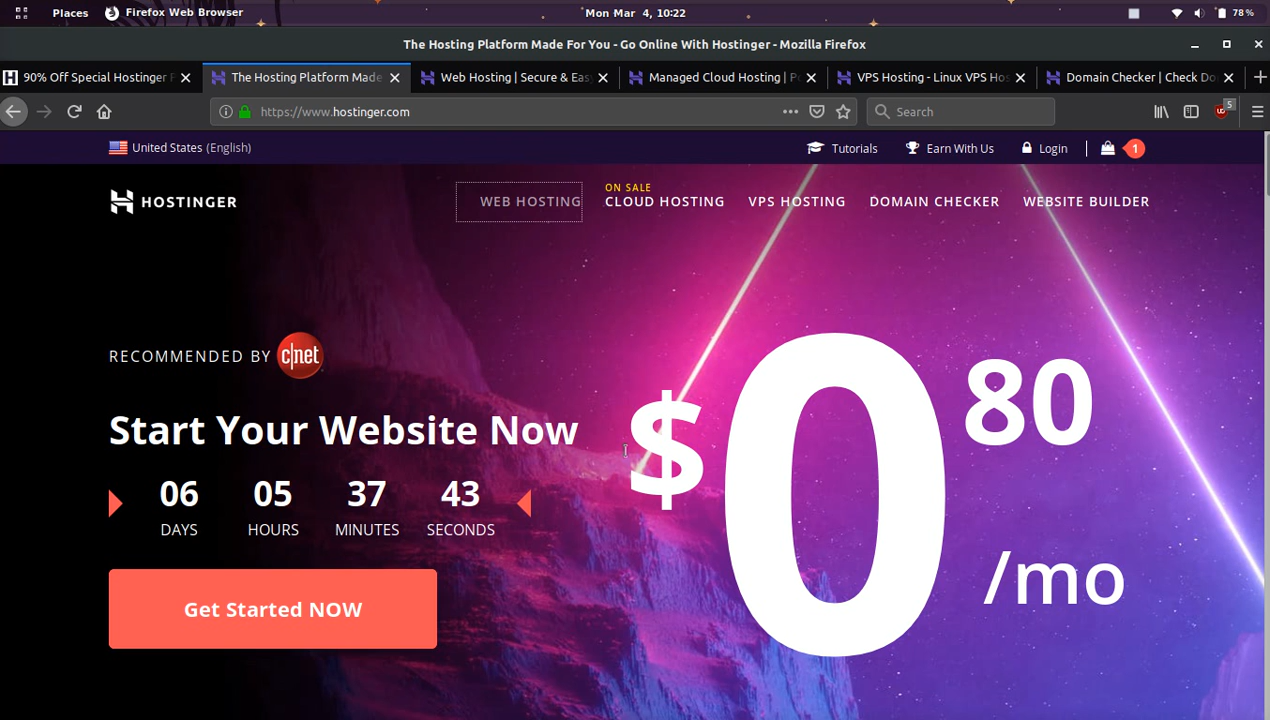 Places Firefox Web Browser Mon Mar 4, 10:22 78 %
The Hosting Platform Made For You - Go Online With Hostinger - Mozilla Firefox
90% Off Special Hostinger The Hosting Platform Made Web Hosting | Secure & Eas Managed Cloud Hosting | P VPS Hosting - Linux VPS Hos Domain Checker | Check Do
https://www.hostinger.com Search 5
United States (English) Tutorials Earn With Us Login 1
ON SALE
HOSTINGER WEB HOSTING CLOUD HOSTING VPS HOSTING DOMAIN CHECKER WEBSITE BUILDER
RECOMMENDED BY c|net
Start Your Website Now
06 05 37 43
DAYS HOURS MINUTES SECONDS
Get Started NOW
$0 80
/mo